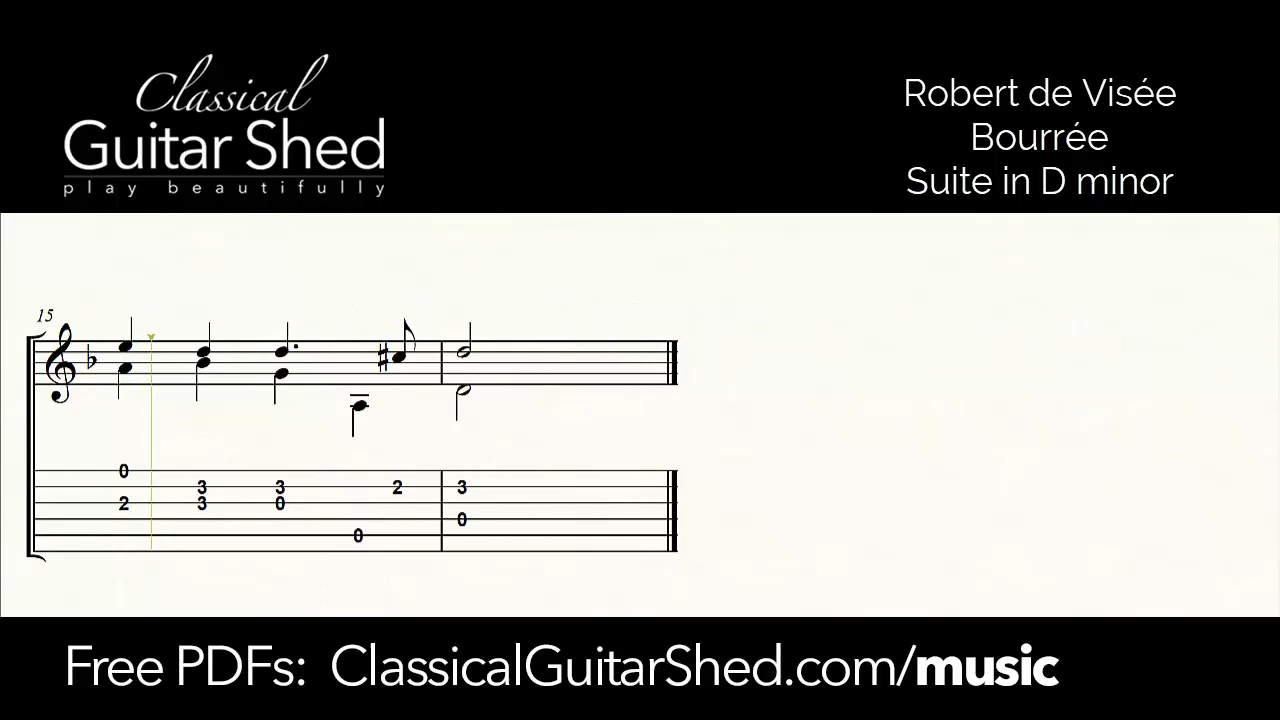 Classical
Guitar Shed
play beautifully
Robert de Visée
Bourrée
Suite in D minor
15
0 3 3 2 3
2 3 0 0
0
Free PDFs: ClassicalGuitarShed.com/music